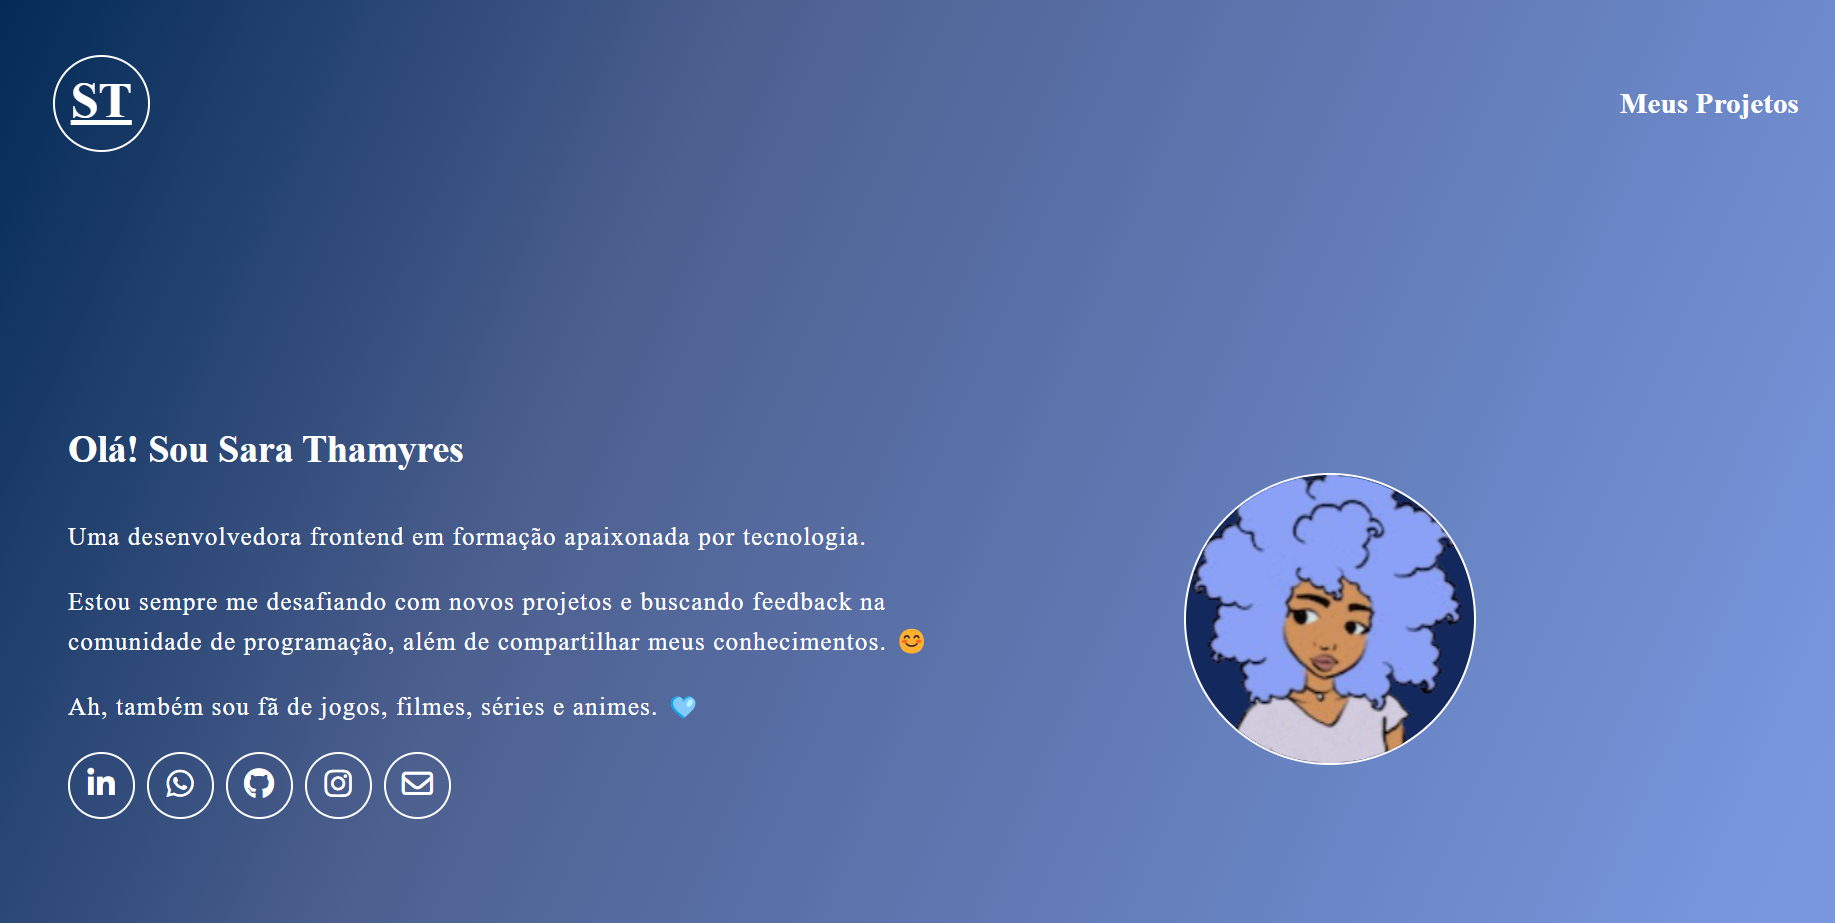 ST
Meus Projetos
Olá! Sou Sara Thamyres
Uma desenvolvedora frontend em formação apaixonada por tecnologia.
Estou sempre me desafiando com novos projetos e buscando feedback na
comunidade de programação, além de compartilhar meus conhecimentos. 😊
Ah, também sou fã de jogos, filmes, séries e animes. 🩵
in